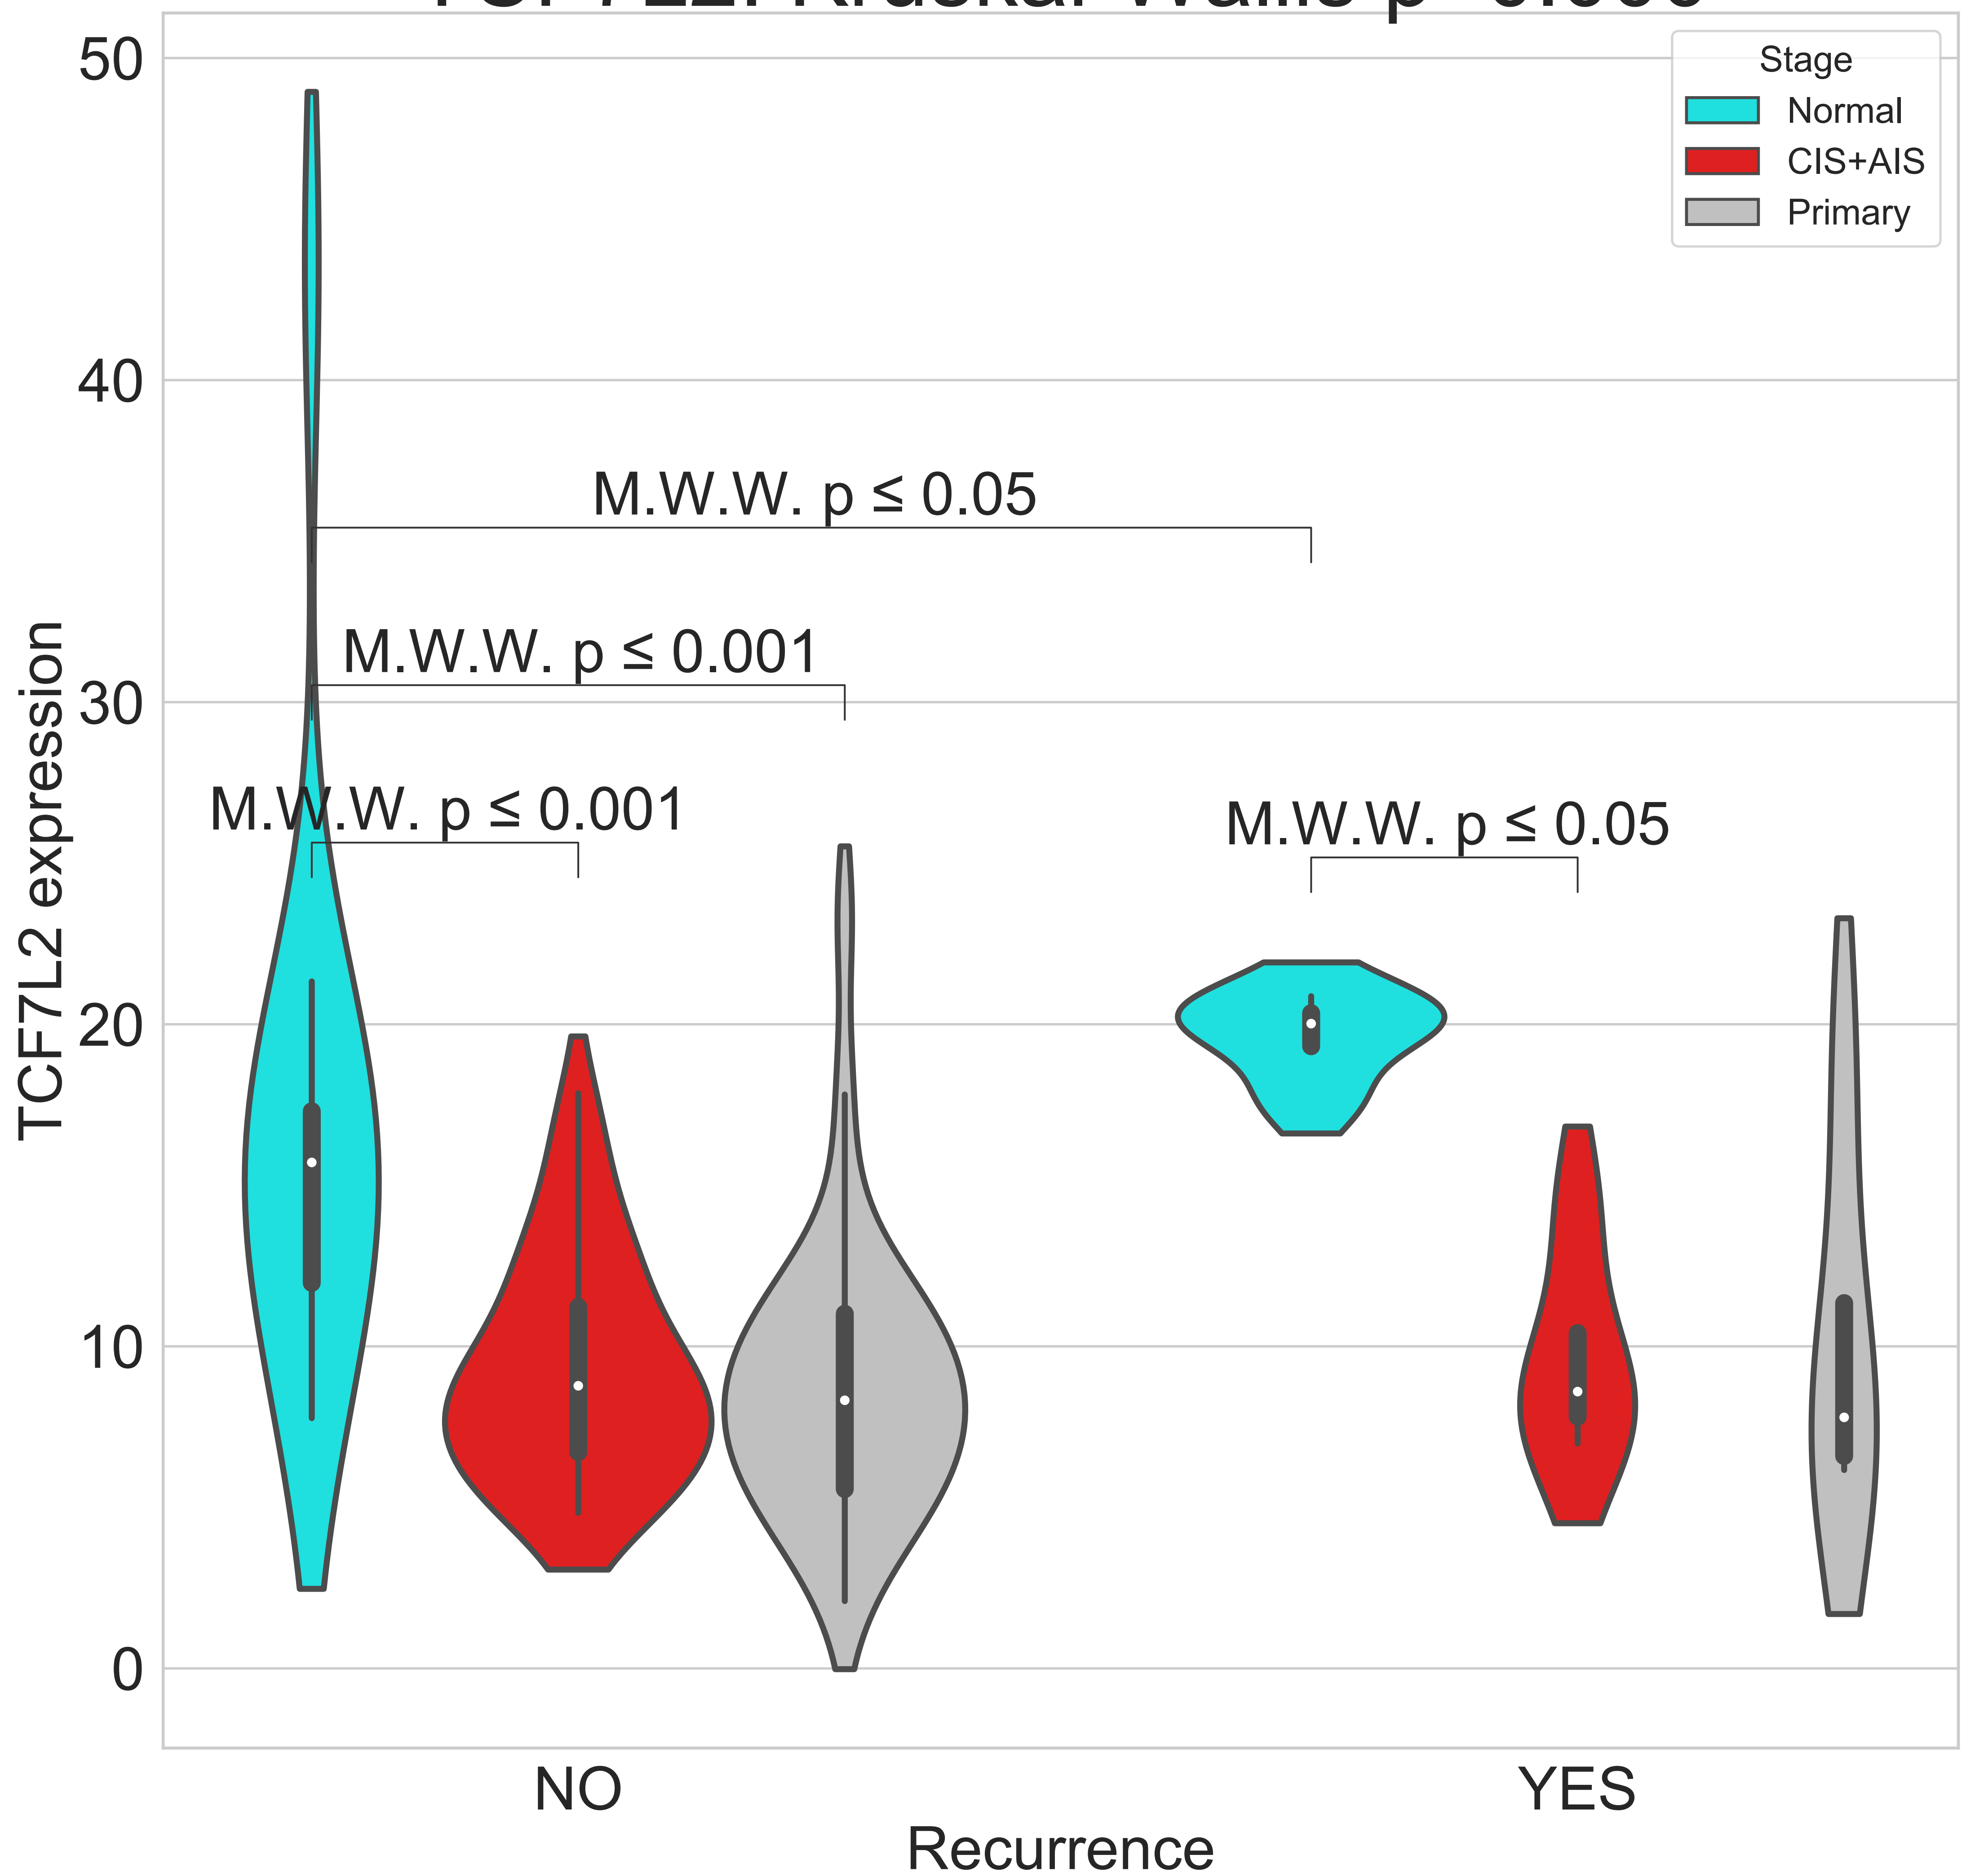 50
Stage
Normal
CIS+AIS
Primary
40
M.W.W. p ≤ 0.05
M.W.W. p ≤ 0.001
30
M.W.W. p ≤ 0.001
M.W.W. p ≤ 0.05
TCF7L2 expression
20
10
0
NO
YES
Recurrence